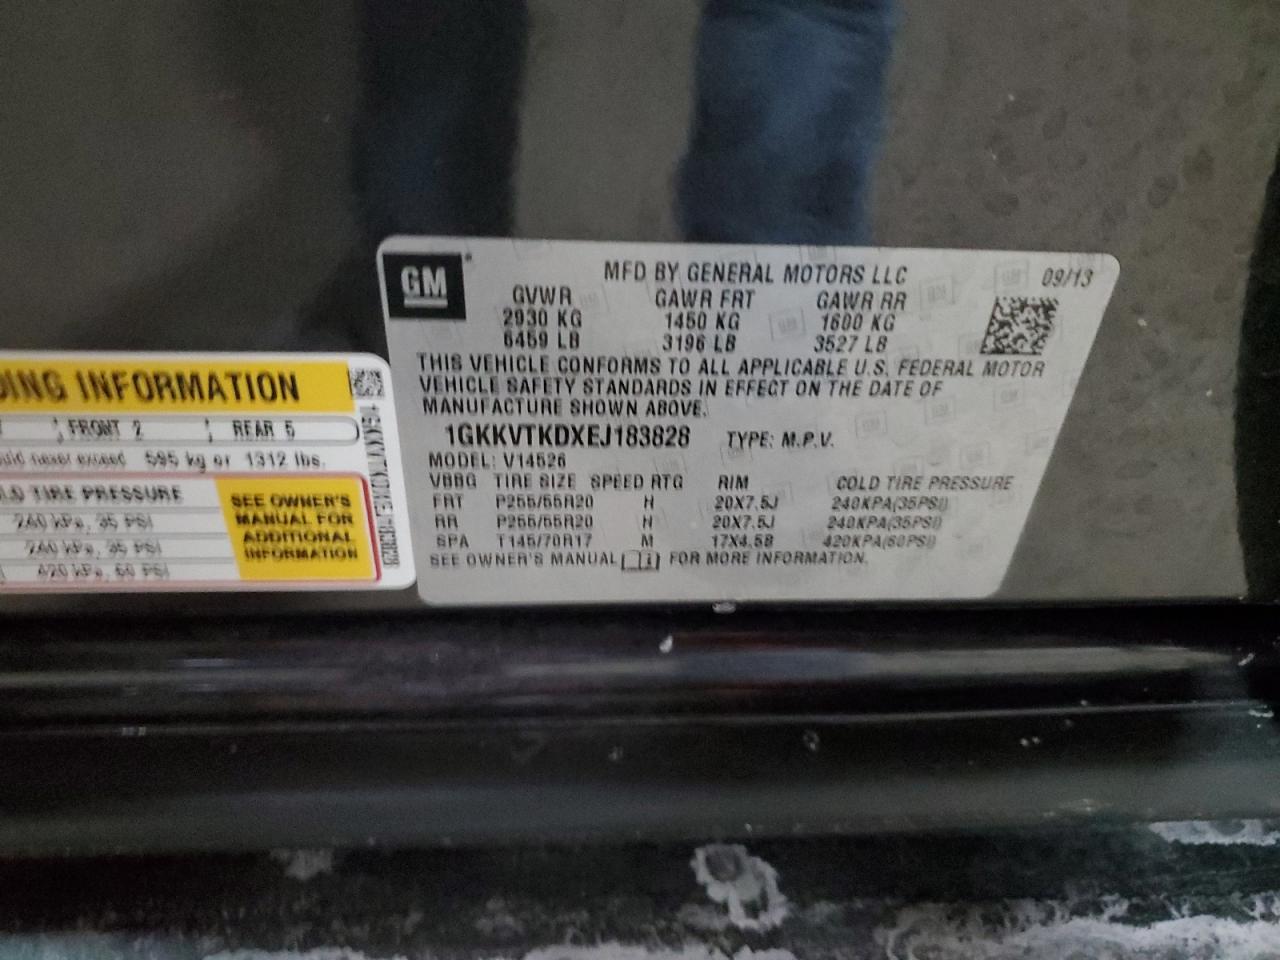 GM
MFD BY GENERAL MOTORS LLC 09/13
GVWR GAWR FRT GAWR RR
2930 KG 1450 KG 1600 KG
6459 LB 3196 LB 3527 LB
THIS VEHICLE CONFORMS TO ALL APPLICABLE U.S. FEDERAL MOTOR
VEHICLE SAFETY STANDARDS IN EFFECT ON THE DATE OF
MANUFACTURE SHOWN ABOVE.
1GKKVTKDXEJ183828 TYPE: M.P.V.
MODEL: V14526
VBBG TIRE SIZE SPEED RTG RIM COLD TIRE PRESSURE
FRT P255/55R20 H 20X7.5J 240KPA(35PSI)
RR P255/55R20 H 20X7.5J 240KPA(35PSI)
SPA T145/70R17 M 17X4.5B 420KPA(60PSI)
SEE OWNER'S MANUAL FOR MORE INFORMATION.
DING INFORMATION
FRONT 2 REAR 5
never exceed 595 kg or 1312 lbs.
LD TIRE PRESSURE
240 kPa, 35 PSI
240 kPa, 35 PSI
420 kPa, 60 PSI
SEE OWNER'S
MANUAL FOR
ADDITIONAL
INFORMATION